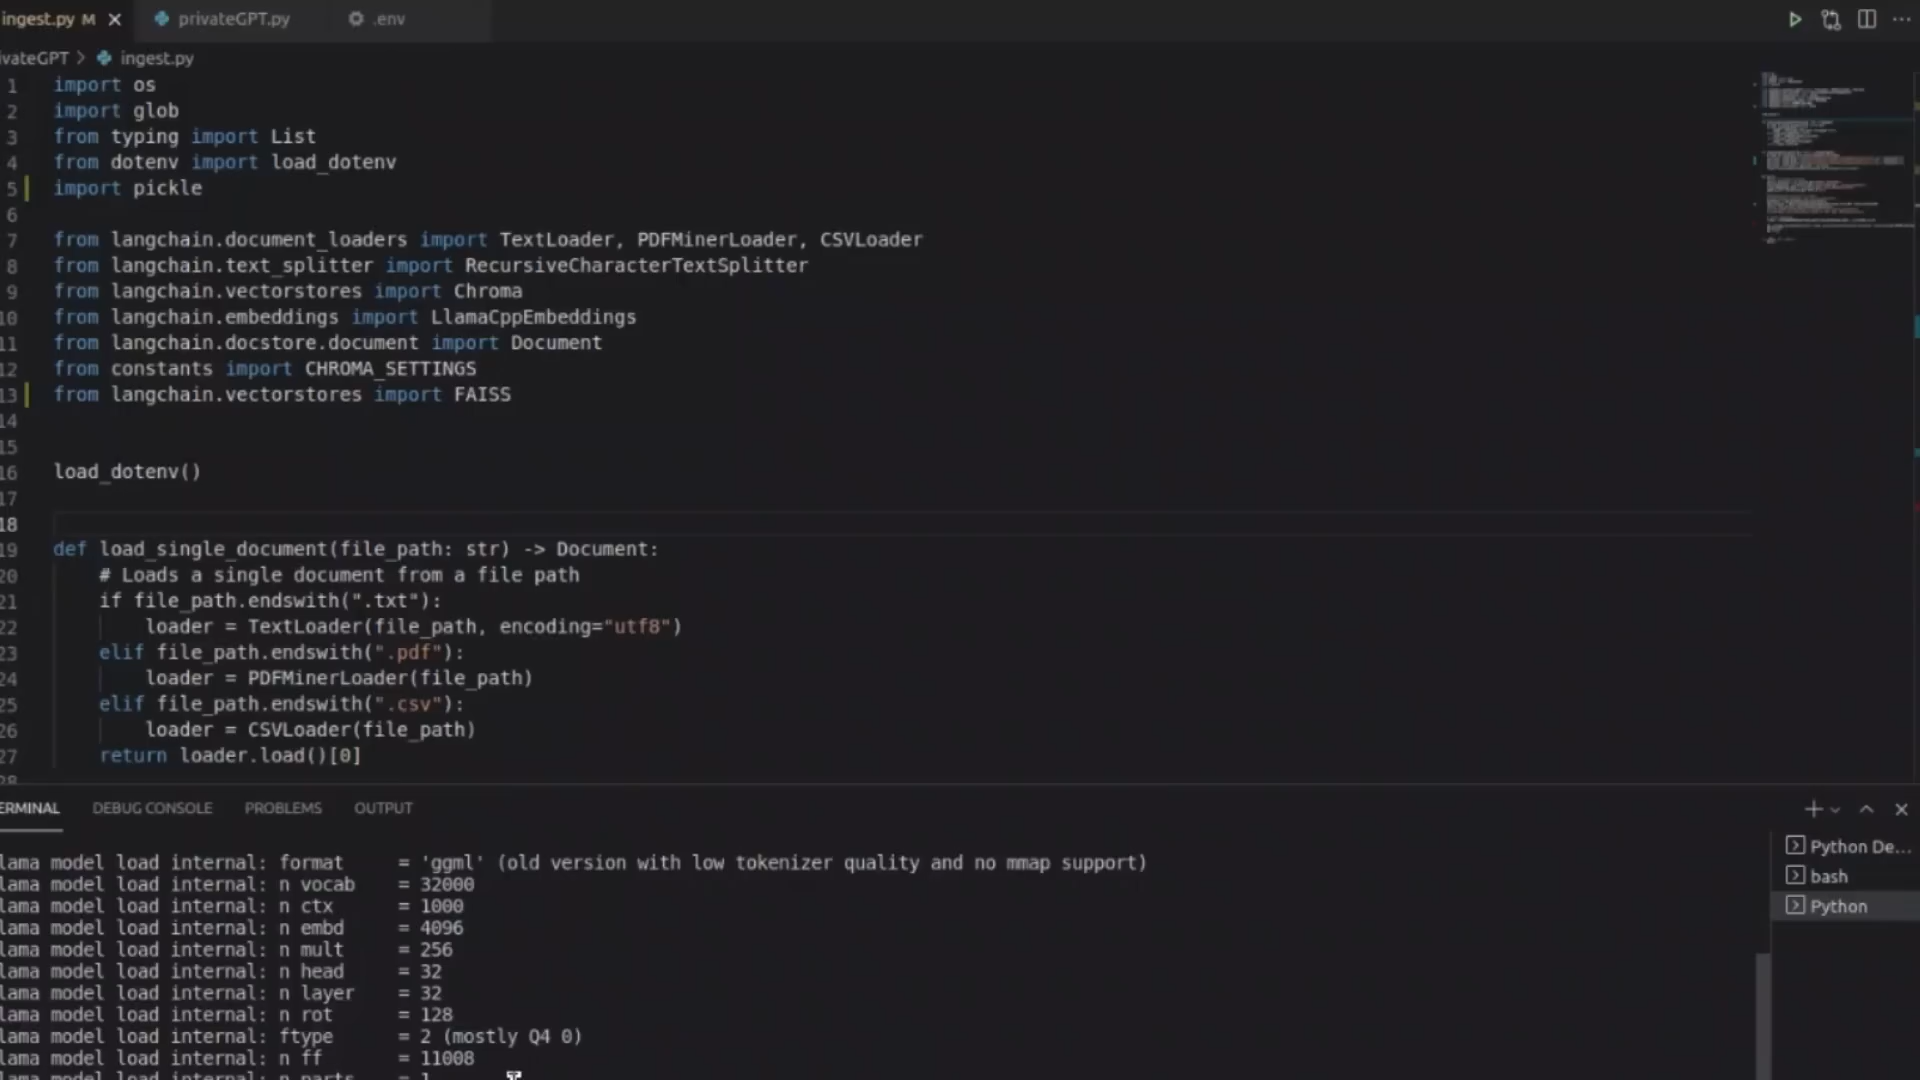 ingest.py M
privateGPT.py
.env
ivateGPT > ingest.py
1 import os
2 import glob
3 from typing import List
4 from dotenv import load_dotenv
5 import pickle
6
7 from langchain.document_loaders import TextLoader, PDFMinerLoader, CSVLoader
8 from langchain.text_splitter import RecursiveCharacterTextSplitter
9 from langchain.vectorstores import Chroma
10 from langchain.embeddings import LlamaCppEmbeddings
11 from langchain.docstore.document import Document
12 from constants import CHROMA_SETTINGS
13 from langchain.vectorstores import FAISS
14
15
16 load_dotenv()
17
18
19 def load_single_document(file_path: str) -> Document:
20     # Loads a single document from a file path
21     if file_path.endswith(".txt"):
22         loader = TextLoader(file_path, encoding="utf8")
23     elif file_path.endswith(".pdf"):
24         loader = PDFMinerLoader(file_path)
25     elif file_path.endswith(".csv"):
26         loader = CSVLoader(file_path)
27     return loader.load()[0]
28
ERMINAL DEBUG CONSOLE PROBLEMS OUTPUT
lama model load internal: format = 'ggml' (old version with low tokenizer quality and no mmap support)
lama model load internal: n vocab = 32000
lama model load internal: n ctx = 1000
lama model load internal: n embd = 4096
lama model load internal: n mult = 256
lama model load internal: n head = 32
lama model load internal: n layer = 32
lama model load internal: n rot = 128
lama model load internal: ftype = 2 (mostly Q4 0)
lama model load internal: n ff = 11008
lama model load internal: n parts = 1
Python De...
bash
Python